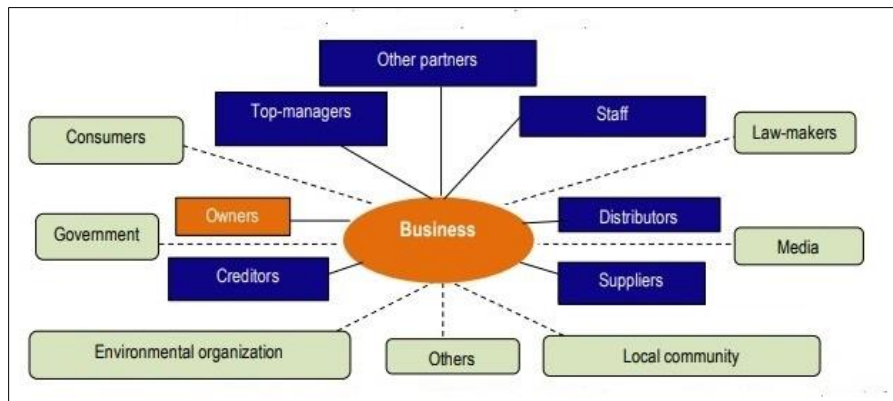 Other partners
Top-managers
Staff
Consumers
Law-makers
Owners
Business
Distributors
Government
Media
Creditors
Suppliers
Environmental organization
Others
Local community